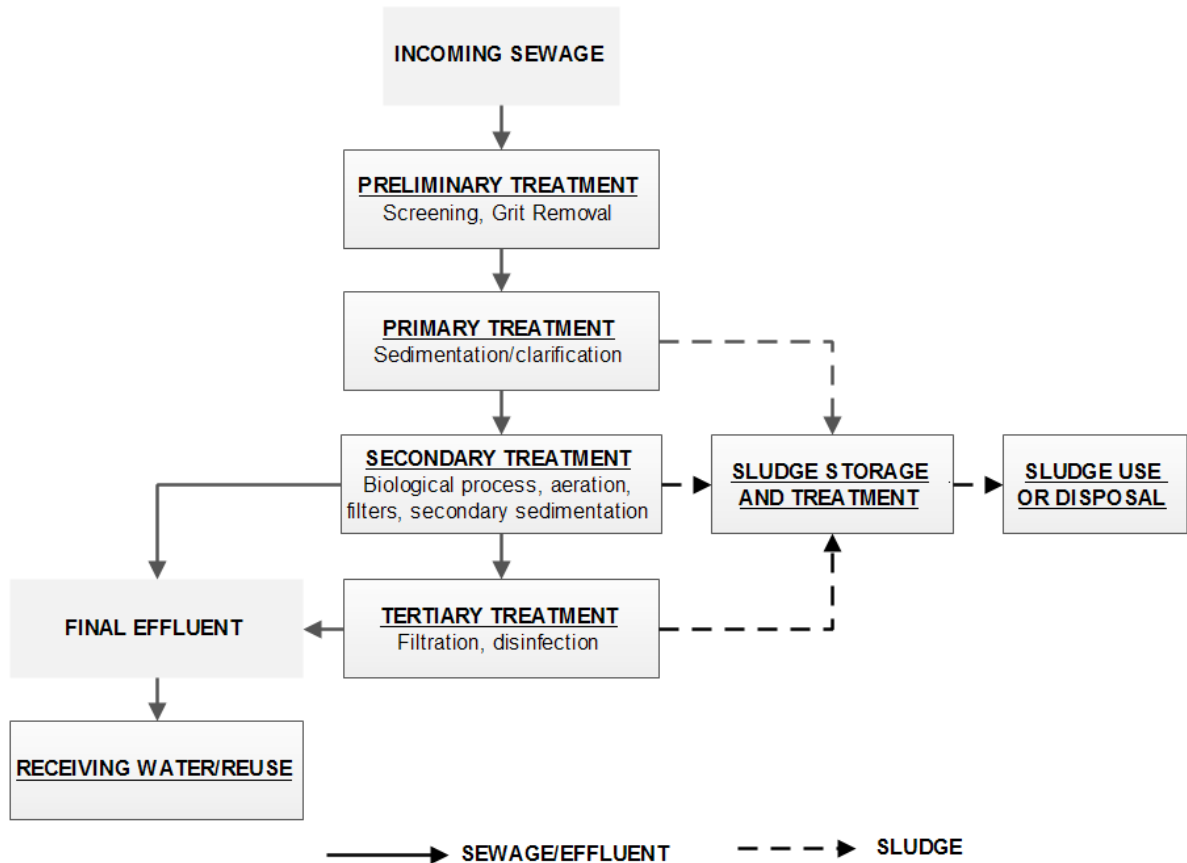 INCOMING SEWAGE
PRELIMINARY TREATMENT
Screening, Grit Removal
PRIMARY TREATMENT
Sedimentation/clarification
SECONDARY TREATMENT
Biological process, aeration,
filters, secondary sedimentation
SLUDGE STORAGE
AND TREATMENT
SLUDGE USE
OR DISPOSAL
TERTIARY TREATMENT
Filtration, disinfection
FINAL EFFLUENT
RECEIVING WATER/REUSE
SEWAGE/EFFLUENT
SLUDGE